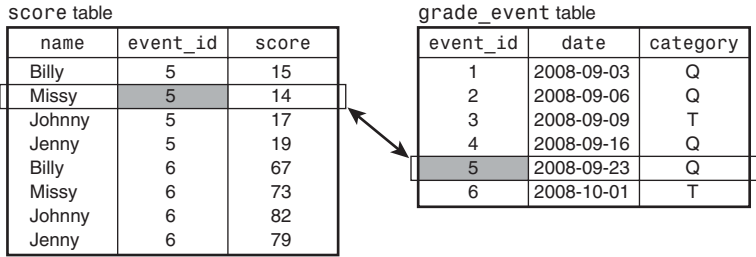 score table
name event_id score
Billy 5 15
Missy 5 14
Johnny 5 17
Jenny 5 19
Billy 6 67
Missy 6 73
Johnny 6 82
Jenny 6 79
grade_event table
event_id date category
1 2008-09-03 Q
2 2008-09-06 Q
3 2008-09-09 T
4 2008-09-16 Q
5 2008-09-23 Q
6 2008-10-01 T